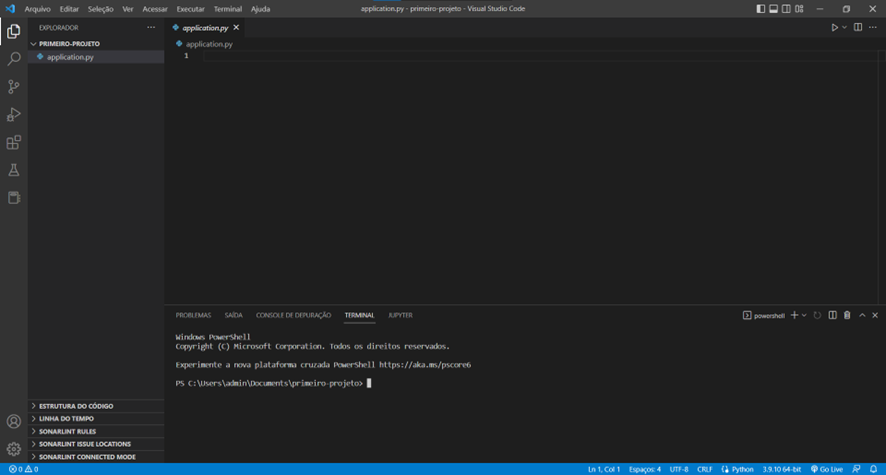 Arquivo Editar Seleção Ver Acessar Executar Terminal Ajuda
application.py - primeiro-projeto - Visual Studio Code
EXPLORADOR
PRIMEIRO-PROJETO
application.py
application.py
application.py
1
PROBLEMAS SAÍDA CONSOLE DE DEPURAÇÃO TERMINAL JUPYTER
powershell
Windows PowerShell
Copyright (C) Microsoft Corporation. Todos os direitos reservados.
Experimente a nova plataforma cruzada PowerShell https://aka.ms/pscore6
PS C:\Users\admin\Documents\primeiro-projeto>
ESTRUTURA DO CÓDIGO
LINHA DO TEMPO
SONARLINT RULES
SONARLINT ISSUE LOCATIONS
SONARLINT CONNECTED MODE
0 0
Ln 1, Col 1 Espaços: 4 UTF-8 CRLF Python 3.9.10 64-bit Go Live